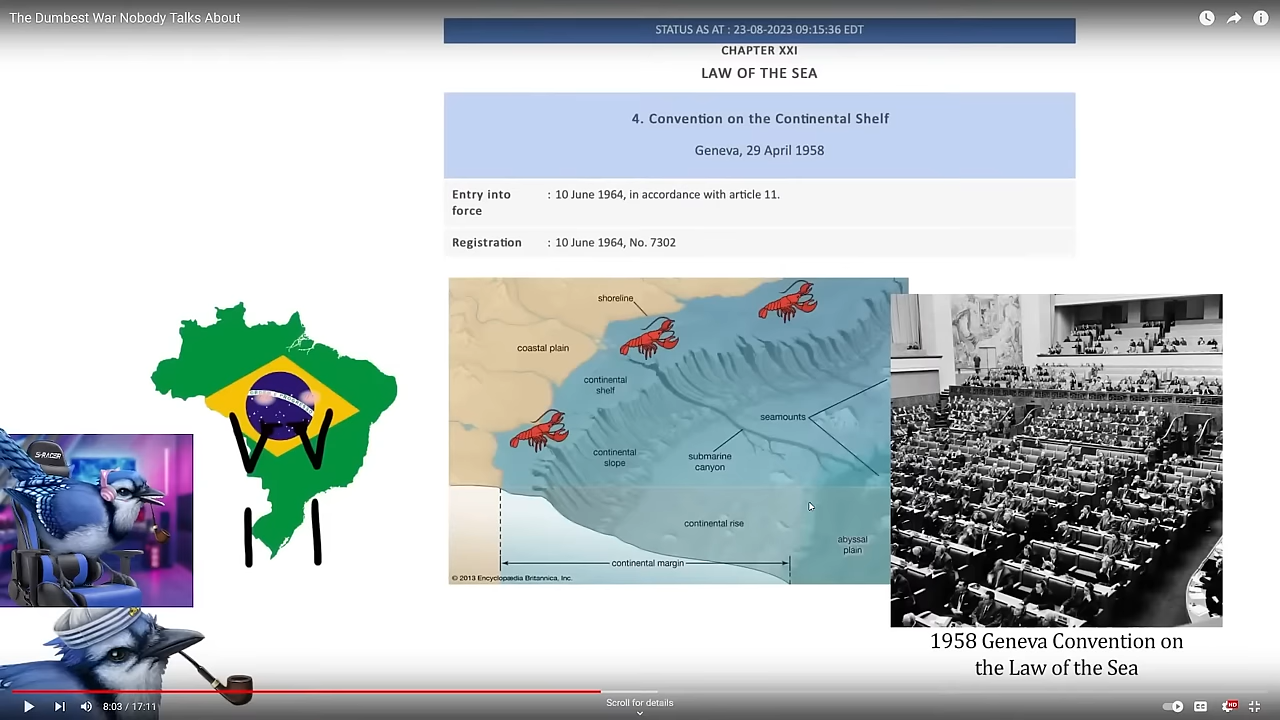 The Dumbest War Nobody Talks About
STATUS AS AT : 23-08-2023 09:15:36 EDT
CHAPTER XXI
LAW OF THE SEA
4. Convention on the Continental Shelf
Geneva, 29 April 1958
Entry into
force
: 10 June 1964, in accordance with article 11.
Registration : 10 June 1964, No. 7302
shoreline
coastal plain
continental
shelf
seamounts
continental
slope
submarine
canyon
continental rise
abyssal
plain
continental margin
© 2013 Encyclopædia Britannica, Inc.
S-RACER
1958 Geneva Convention on
the Law of the Sea
8:03 / 17:11
Scroll for details
CC
HD